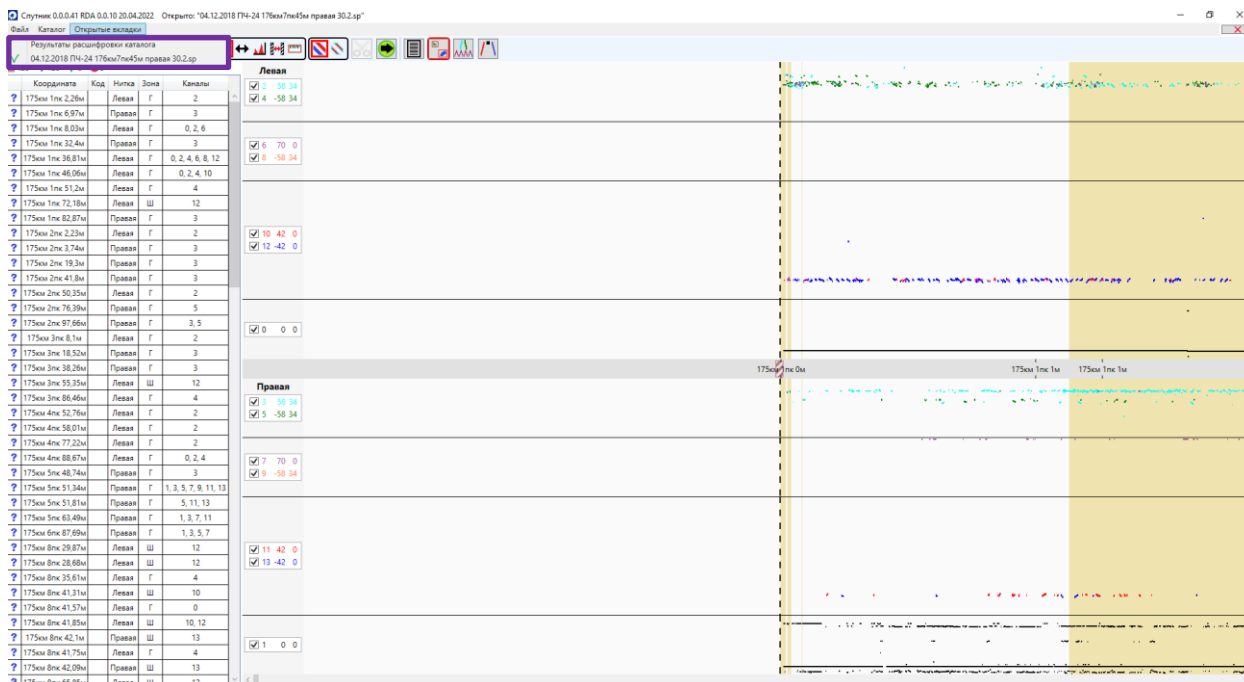 Спутник 0.0.0.41 RDA 0.0.10 20.04.2022 Открыто: "04.12.2018 ПЧ-24 176км7пк45м правая 30.2.sp"
Файл Каталог Открытые вкладки
Результаты расшифровки каталога
04.12.2018 ПЧ-24 176км7пк45м правая 30.2.sp
Координата Код Нитка Зона Каналы
? 175км 1пк 2,26м Левая Г 2
? 175км 1пк 6,97м Правая Г 3
? 175км 1пк 8,03м Левая Г 0, 2, 6
? 175км 1пк 32,4м Правая Г 3
? 175км 1пк 36,81м Левая Г 0, 2, 4, 6, 8, 12
? 175км 1пк 46,06м Левая Г 0, 2, 4, 10
? 175км 1пк 51,2м Левая Г 4
? 175км 1пк 72,18м Левая Ш 12
? 175км 1пк 82,87м Правая Г 3
? 175км 2пк 2,23м Левая Г 2
? 175км 2пк 3,74м Правая Г 3
? 175км 2пк 19,3м Правая Г 3
? 175км 2пк 41,8м Правая Г 3
? 175км 2пк 50,35м Левая Г 2
? 175км 2пк 76,39м Правая Г 5
? 175км 2пк 97,66м Правая Г 3, 5
? 175км 3пк 8,1м Левая Г 2
? 175км 3пк 18,52м Правая Г 3
? 175км 3пк 38,26м Правая Г 3
? 175км 3пк 55,35м Левая Ш 12
? 175км 3пк 86,46м Левая Г 4
? 175км 4пк 52,76м Левая Г 2
? 175км 4пк 58,01м Левая Г 2
? 175км 4пк 77,22м Левая Г 2
? 175км 4пк 88,67м Левая Г 0, 2, 4
? 175км 5пк 48,74м Правая Г 3
? 175км 5пк 51,34м Правая Г 1, 3, 5, 7, 9, 11, 13
? 175км 5пк 51,81м Правая Г 5, 11, 13
? 175км 5пк 63,49м Правая Г 1, 3, 7, 11
? 175км 6пк 87,69м Правая Г 1, 3, 5, 7
? 175км 8пк 29,87м Левая Ш 12
? 175км 8пк 28,68м Левая Ш 12
? 175км 8пк 35,61м Левая Г 4
? 175км 8пк 41,31м Левая Ш 10
? 175км 8пк 41,57м Левая Г 0
? 175км 8пк 41,85м Левая Ш 10, 12
? 175км 8пк 42,1м Правая Ш 13
? 175км 8пк 41,75м Левая Г 4
? 175км 8пк 42,09м Правая Ш 13
Левая
2 58 34
4 -58 34
6 70 0
8 -58 34
10 42 0
12 -42 0
0 0 0
175км 1пк 0м 175км 1пк 1м 175км 1пк 1м
Правая
3 58 34
5 -58 34
7 70 0
9 -58 34
11 42 0
13 -42 0
1 0 0